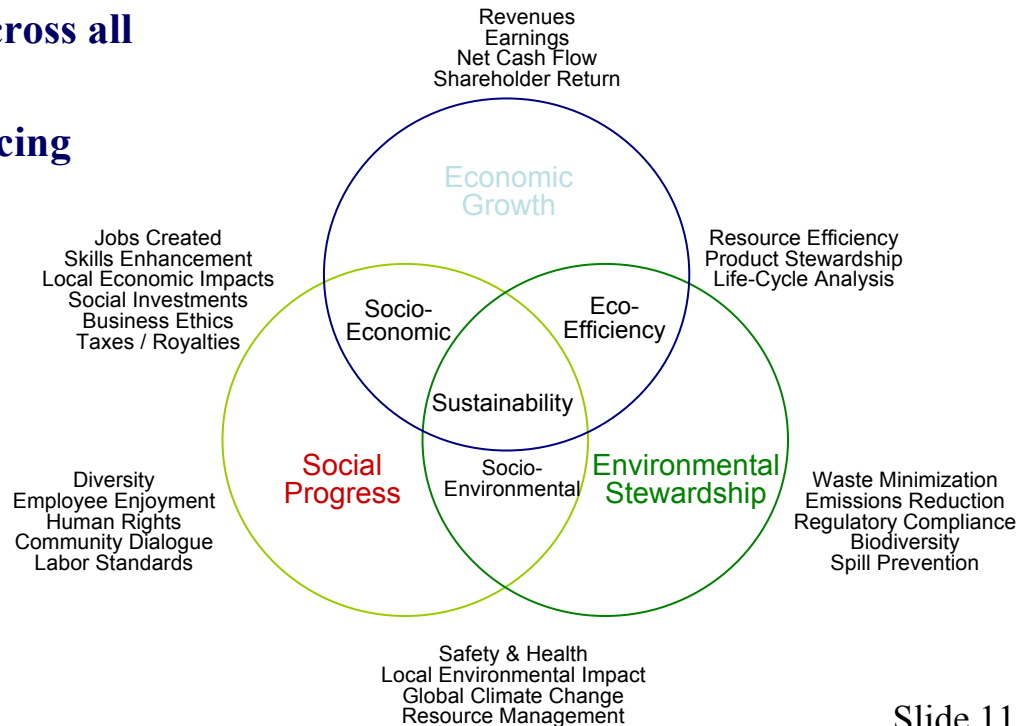 cross all
cing
Revenues
Earnings
Net Cash Flow
Shareholder Return
Economic
Growth
Jobs Created
Skills Enhancement
Local Economic Impacts
Social Investments
Business Ethics
Taxes / Royalties
Resource Efficiency
Product Stewardship
Life-Cycle Analysis
Socio-
Economic
Eco-
Efficiency
Sustainability
Social
Progress
Socio-
Environmental
Environmental
Stewardship
Diversity
Employee Enjoyment
Human Rights
Community Dialogue
Labor Standards
Waste Minimization
Emissions Reduction
Regulatory Compliance
Biodiversity
Spill Prevention
Safety & Health
Local Environmental Impact
Global Climate Change
Resource Management
Slide 11